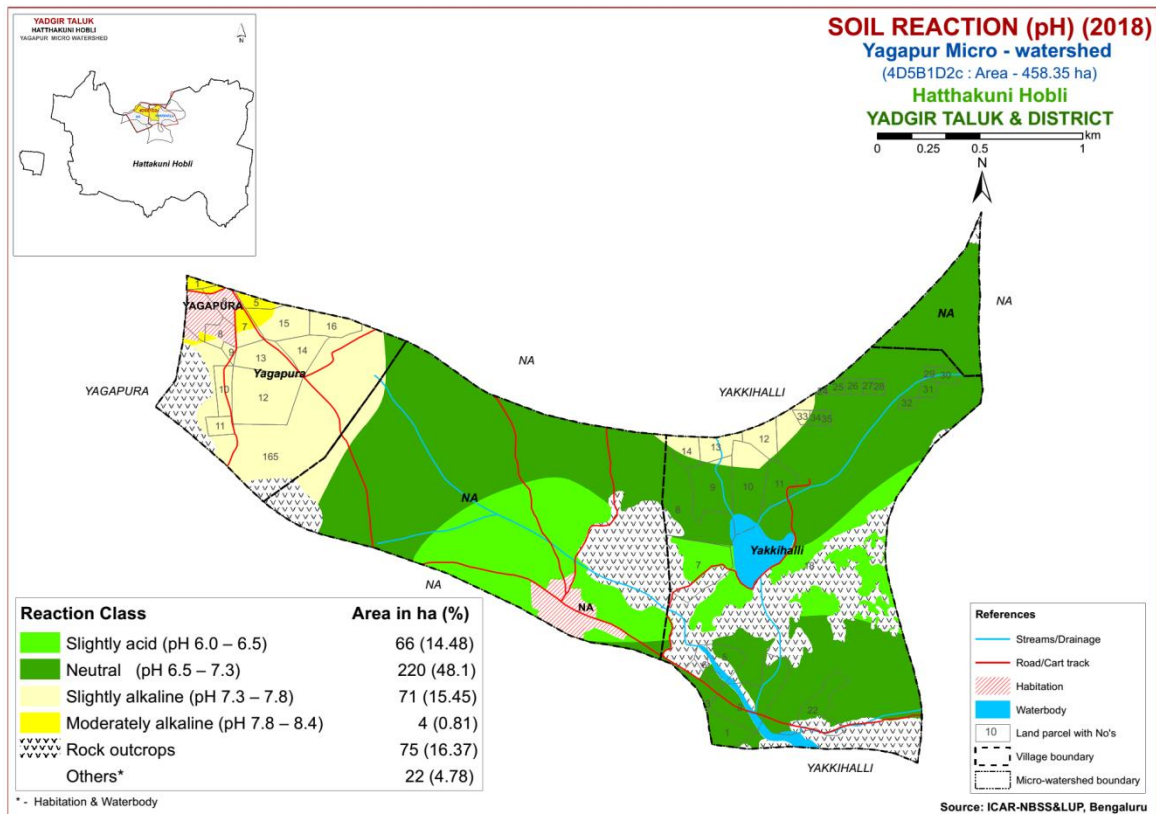 YADGIR TALUK
HATTHAKUNI HOBLI
YAGAPUR MICRO WATERSHED
N
Hattakuni Hobli
SOIL REACTION (pH) (2018)
Yagapur Micro - watershed
(4D5B1D2c : Area - 458.35 ha)
Hatthakuni Hobli
YADGIR TALUK & DISTRICT
km
0 0.25 0.5 1
N
1
YAGAPURA
5
7
15
16
8
9
13
14
Yagapura
10
12
11
165
YAGAPURA
NA
NA
NA
NA
YAKKIHALLI
24
25
26
27
28
29
30
31
32
33
34
35
12
13
14
9
10
11
8
NA
Yakkihalli
7
NA
NA
22
1
YAKKIHALLI
Reaction Class Area in ha (%)
Slightly acid (pH 6.0 – 6.5) 66 (14.48)
Neutral (pH 6.5 – 7.3) 220 (48.1)
Slightly alkaline (pH 7.3 – 7.8) 71 (15.45)
Moderately alkaline (pH 7.8 – 8.4) 4 (0.81)
Rock outcrops 75 (16.37)
Others* 22 (4.78)
* - Habitation & Waterbody
References
Streams/Drainage
Road/Cart track
Habitation
Waterbody
10 Land parcel with No's
Village boundary
Micro-watershed boundary
Source: ICAR-NBSS&LUP, Bengaluru